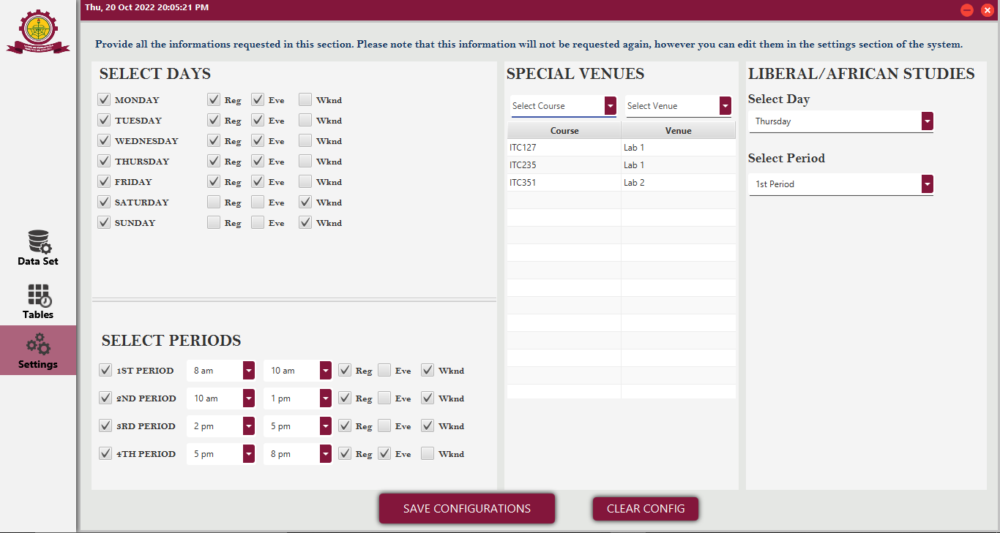 Thu, 20 Oct 2022 20:05:21 PM
Provide all the informations requested in this section. Please note that this information will not be requested again, however you can edit them in the settings section of the system.
Data Set
Tables
Settings
SELECT DAYS
MONDAY Reg Eve Wknd
TUESDAY Reg Eve Wknd
WEDNESDAY Reg Eve Wknd
THURSDAY Reg Eve Wknd
FRIDAY Reg Eve Wknd
SATURDAY Reg Eve Wknd
SUNDAY Reg Eve Wknd
SELECT PERIODS
1ST PERIOD 8 am 10 am Reg Eve Wknd
2ND PERIOD 10 am 1 pm Reg Eve Wknd
3RD PERIOD 2 pm 5 pm Reg Eve Wknd
4TH PERIOD 5 pm 8 pm Reg Eve Wknd
SPECIAL VENUES
Select Course Select Venue
Course Venue
ITC127 Lab 1
ITC235 Lab 1
ITC351 Lab 2
LIBERAL/AFRICAN STUDIES
Select Day
Thursday
Select Period
1st Period
SAVE CONFIGURATIONS
CLEAR CONFIG